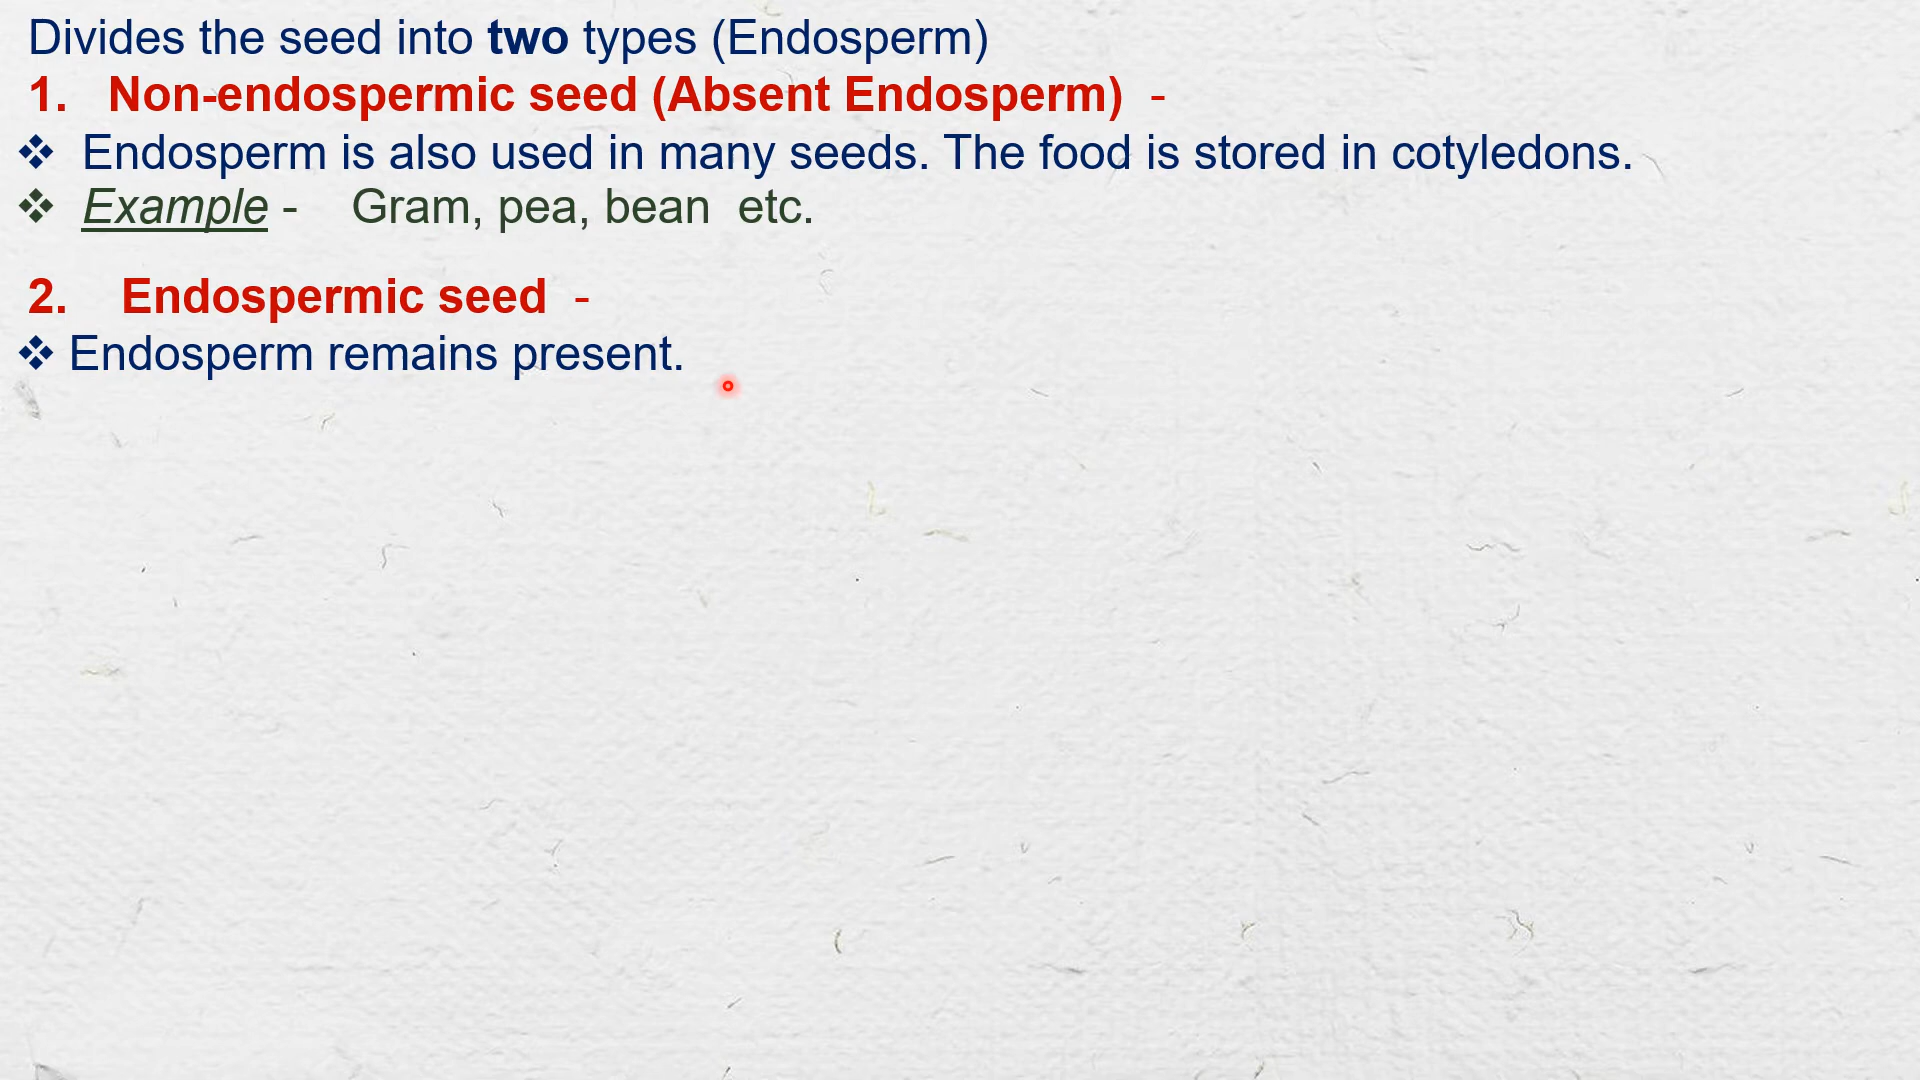 Divides the seed into two types (Endosperm)
1. Non-endospermic seed (Absent Endosperm) -
❖ Endosperm is also used in many seeds. The food is stored in cotyledons.
❖ Example - Gram, pea, bean etc.
2. Endospermic seed -
❖ Endosperm remains present.